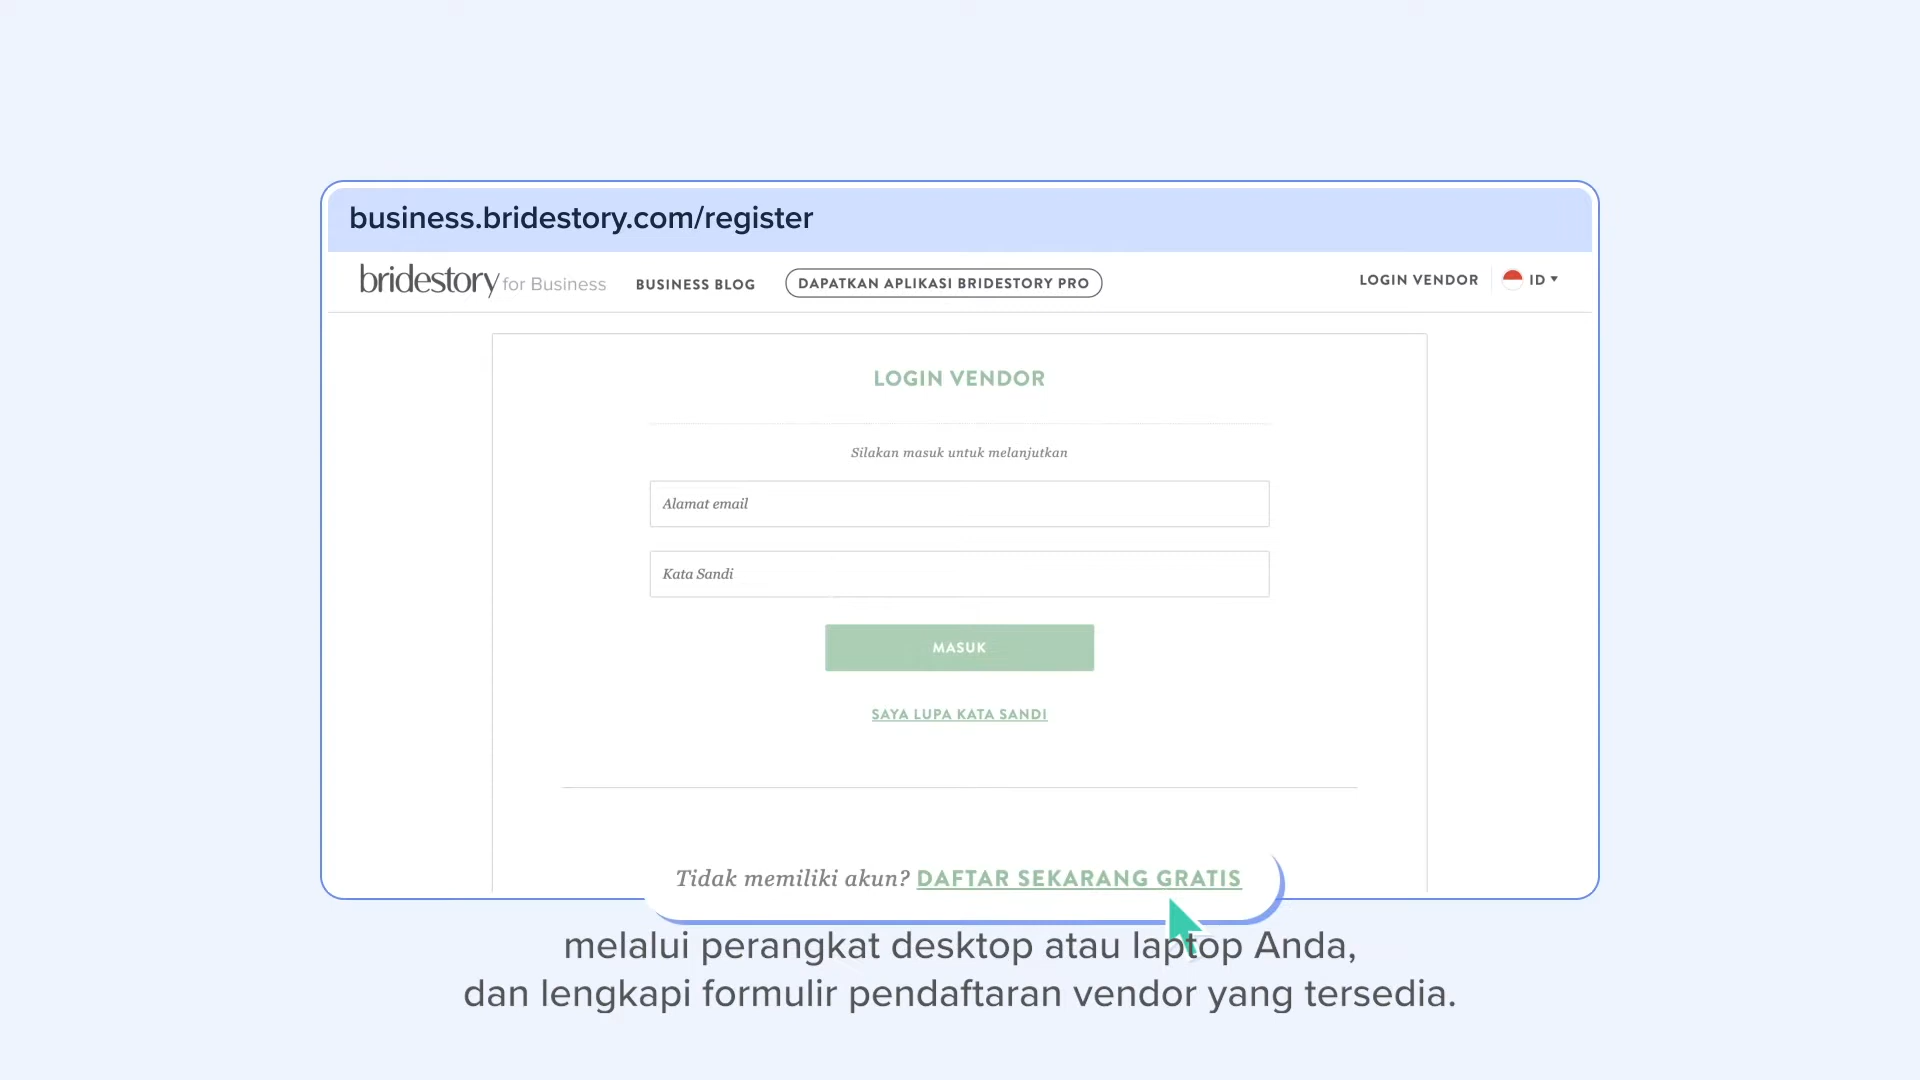 business.bridestory.com/register
bridestory for Business BUSINESS BLOG DAPATKAN APLIKASI BRIDESTORY PRO LOGIN VENDOR ID
LOGIN VENDOR
Silakan masuk untuk melanjutkan
Alamat email
Kata Sandi
MASUK
SAYA LUPA KATA SANDI
Tidak memiliki akun? DAFTAR SEKARANG GRATIS
melalui perangkat desktop atau laptop Anda,
dan lengkapi formulir pendaftaran vendor yang tersedia.